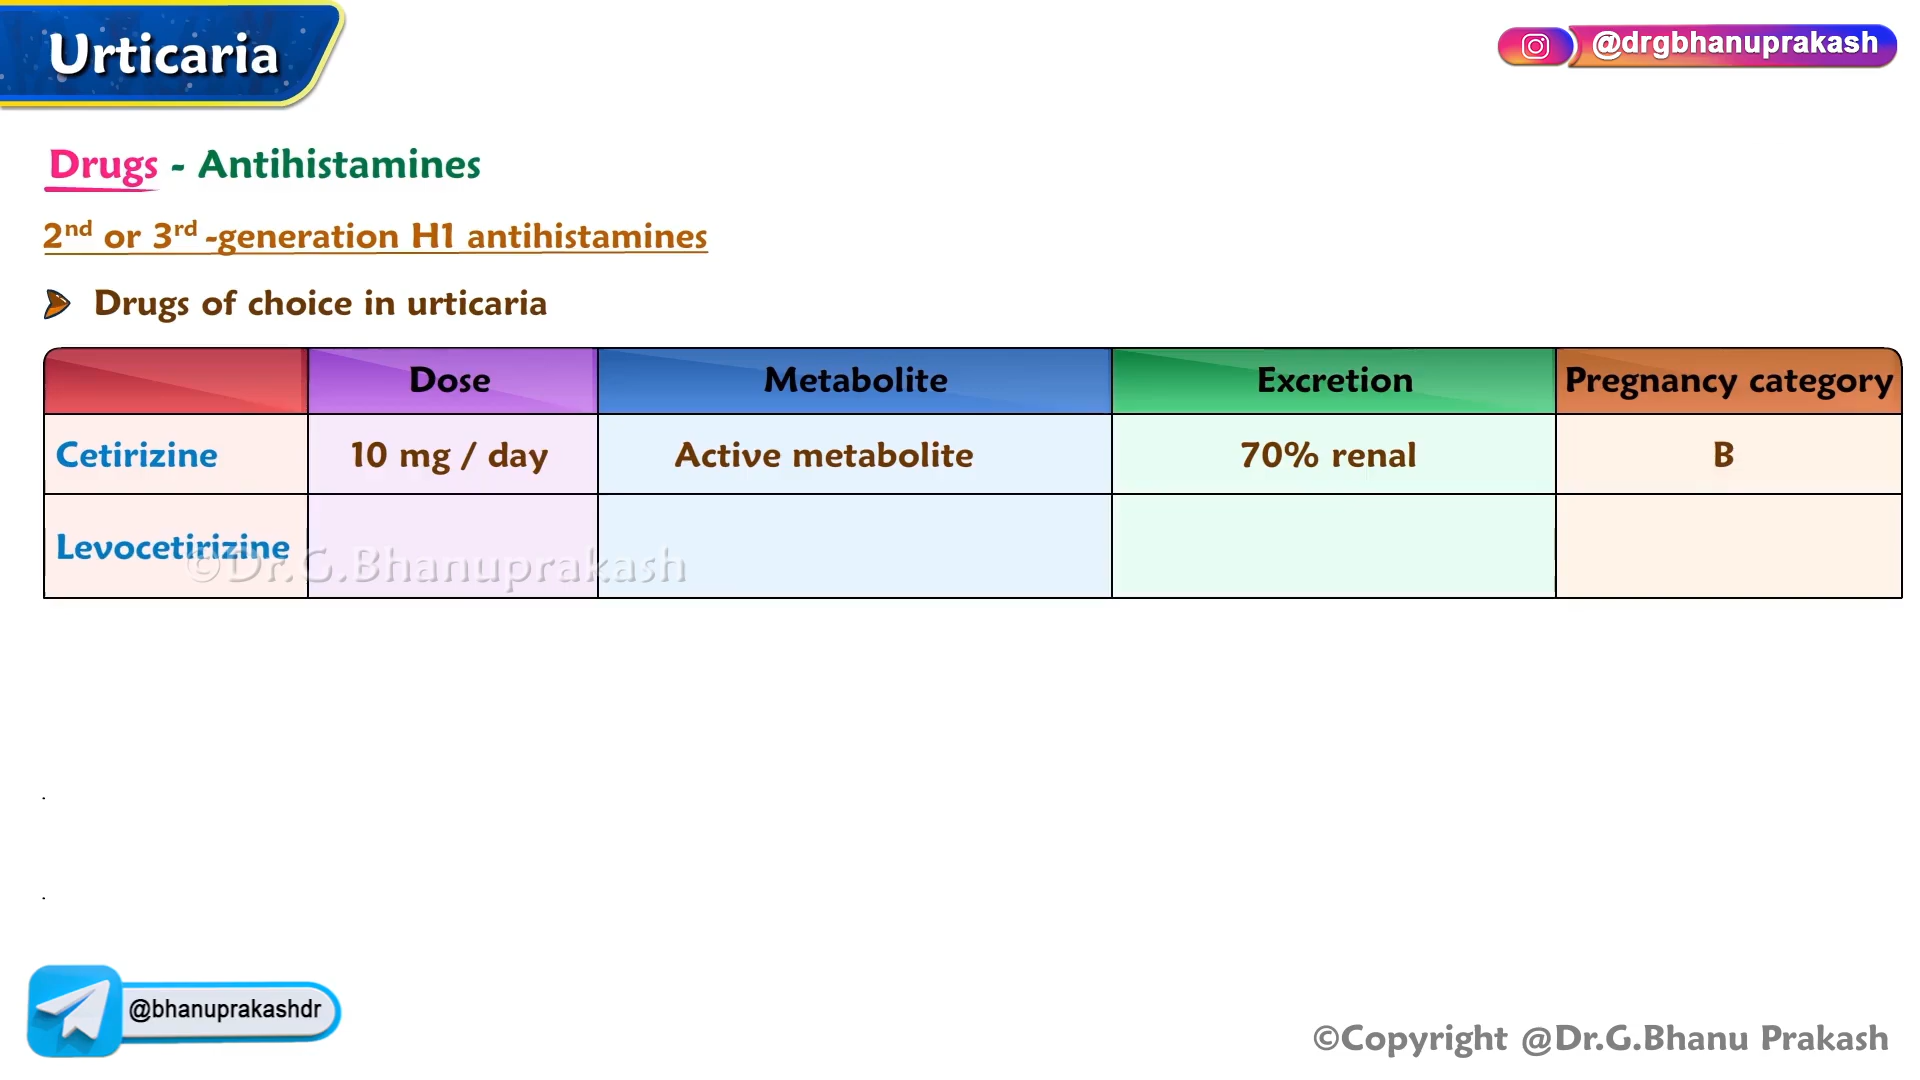 Urticaria
@drgbhanuprakash
Drugs - Antihistamines
2nd or 3rd -generation H1 antihistamines
Drugs of choice in urticaria
Dose Metabolite Excretion Pregnancy category
Cetirizine 10 mg / day Active metabolite 70% renal B
Levocetirizine
©Dr.G.Bhanuprakash
@bhanuprakashdr
©Copyright @Dr.G.Bhanu Prakash